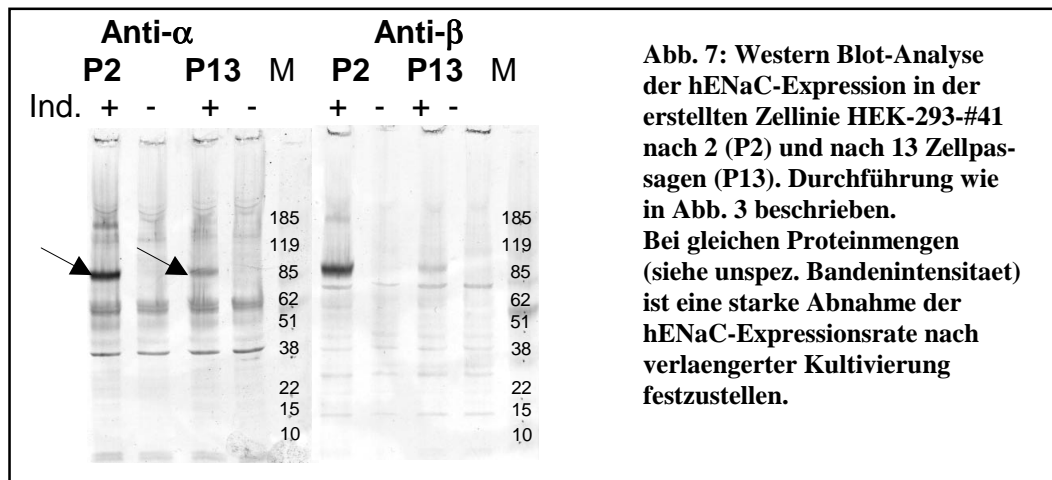 Anti-α Anti-β
P2 P13 M P2 P13 M
Ind. + - + - + - + -
185 185
119 119
85 85
62 62
51 51
38 38
22 22
15 15
10 10
Abb. 7: Western Blot-Analyse
der hENaC-Expression in der
erstellten Zellinie HEK-293-#41
nach 2 (P2) und nach 13 Zellpas-
sagen (P13). Durchführung wie
in Abb. 3 beschrieben.
Bei gleichen Proteinmengen
(siehe unspez. Bandenintensitaet)
ist eine starke Abnahme der
hENaC-Expressionsrate nach
verlaengerter Kultivierung
festzustellen.